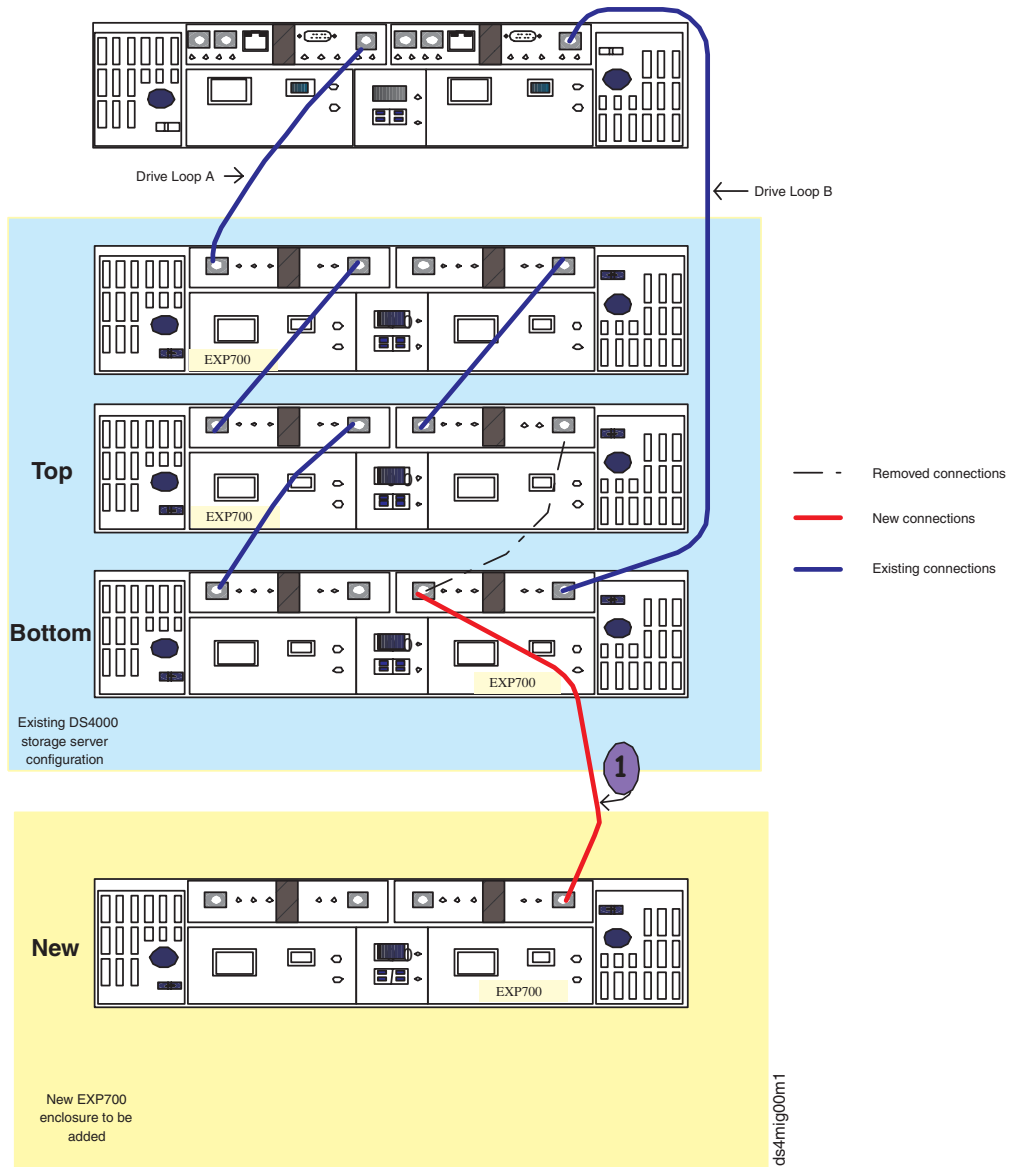 Drive Loop A
Drive Loop B
EXP700
Top
EXP700
Removed connections
New connections
Existing connections
Bottom
EXP700
Existing DS4000
storage server
configuration
1
New
EXP700
New EXP700
enclosure to be
added
ds4mig00m1